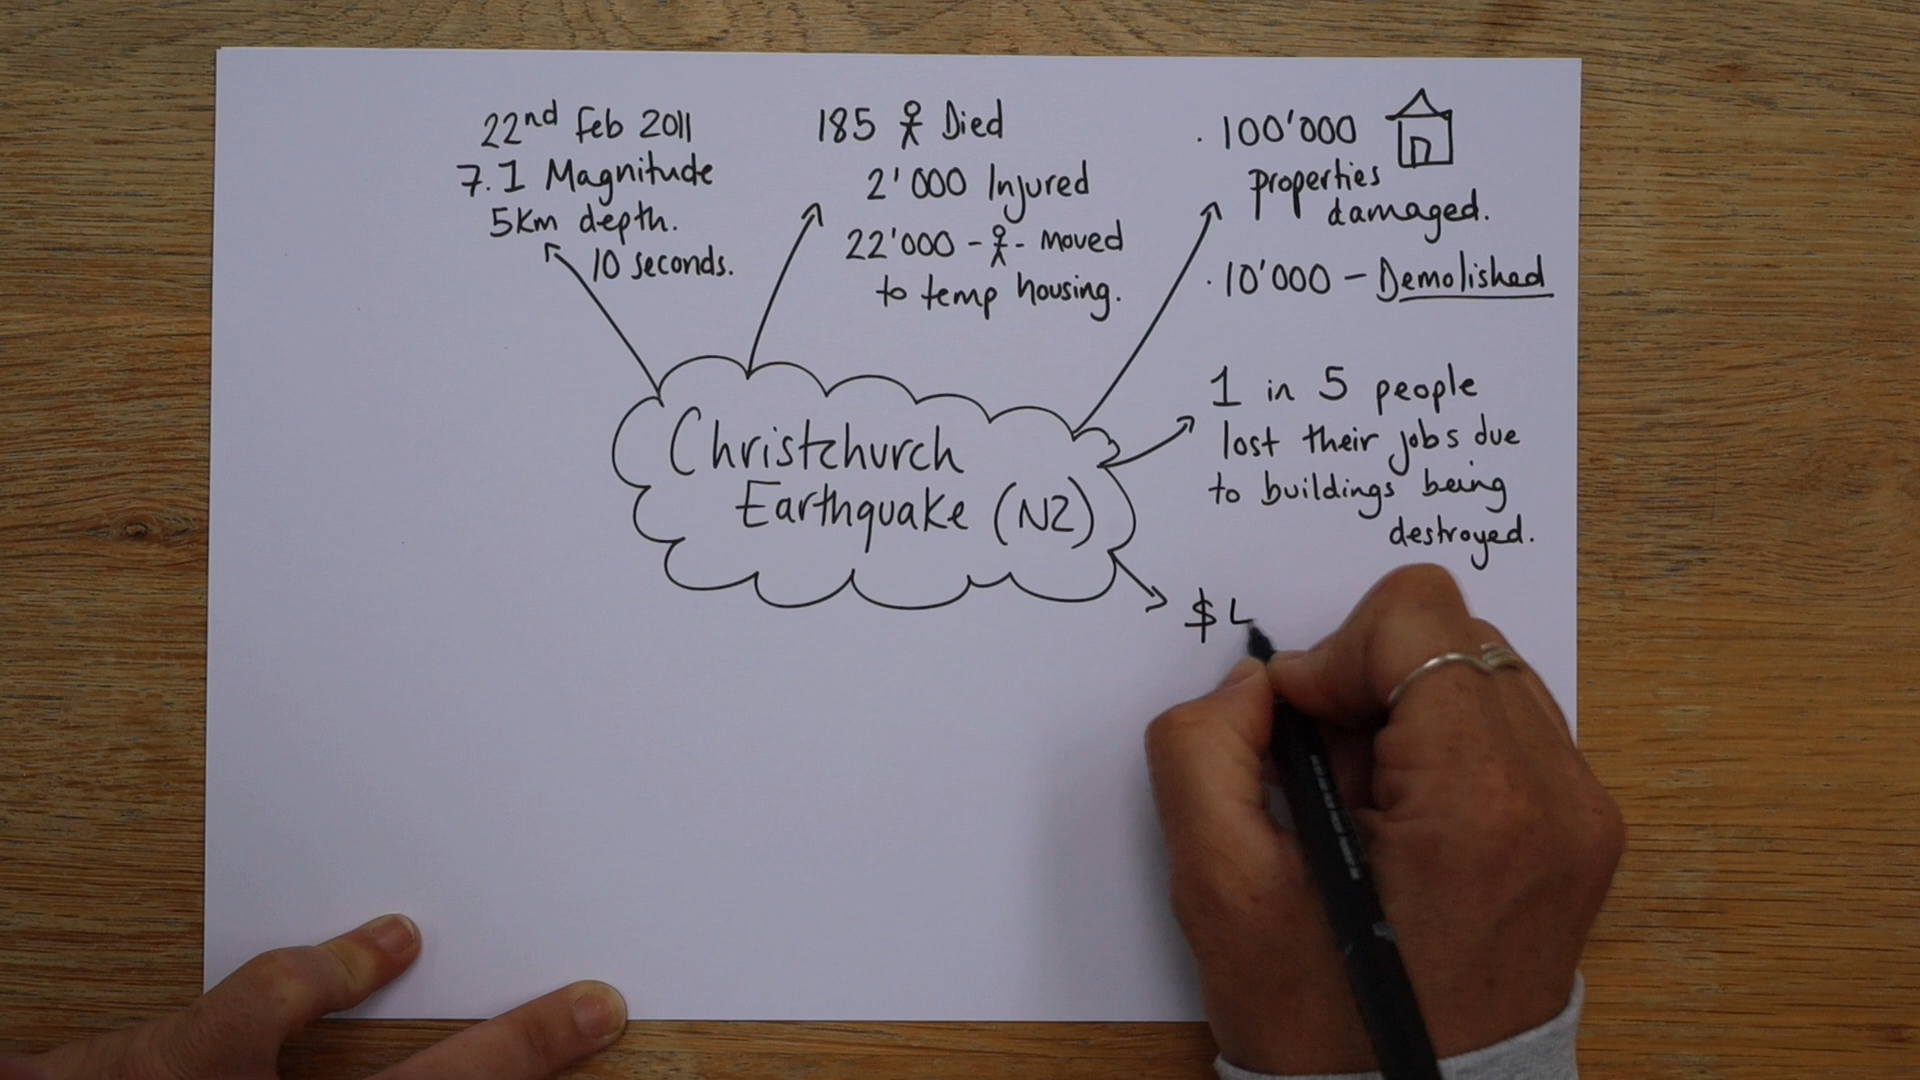 22nd Feb 2011
7.1 Magnitude
5km depth.
10 seconds.
185 Died
2'000 Injured
22'000 - - moved
to temp housing.
· 100'000
properties
damaged.
· 10'000 - Demolished
1 in 5 people
lost their jobs due
to buildings being
destroyed.
Christchurch
Earthquake (NZ)
$